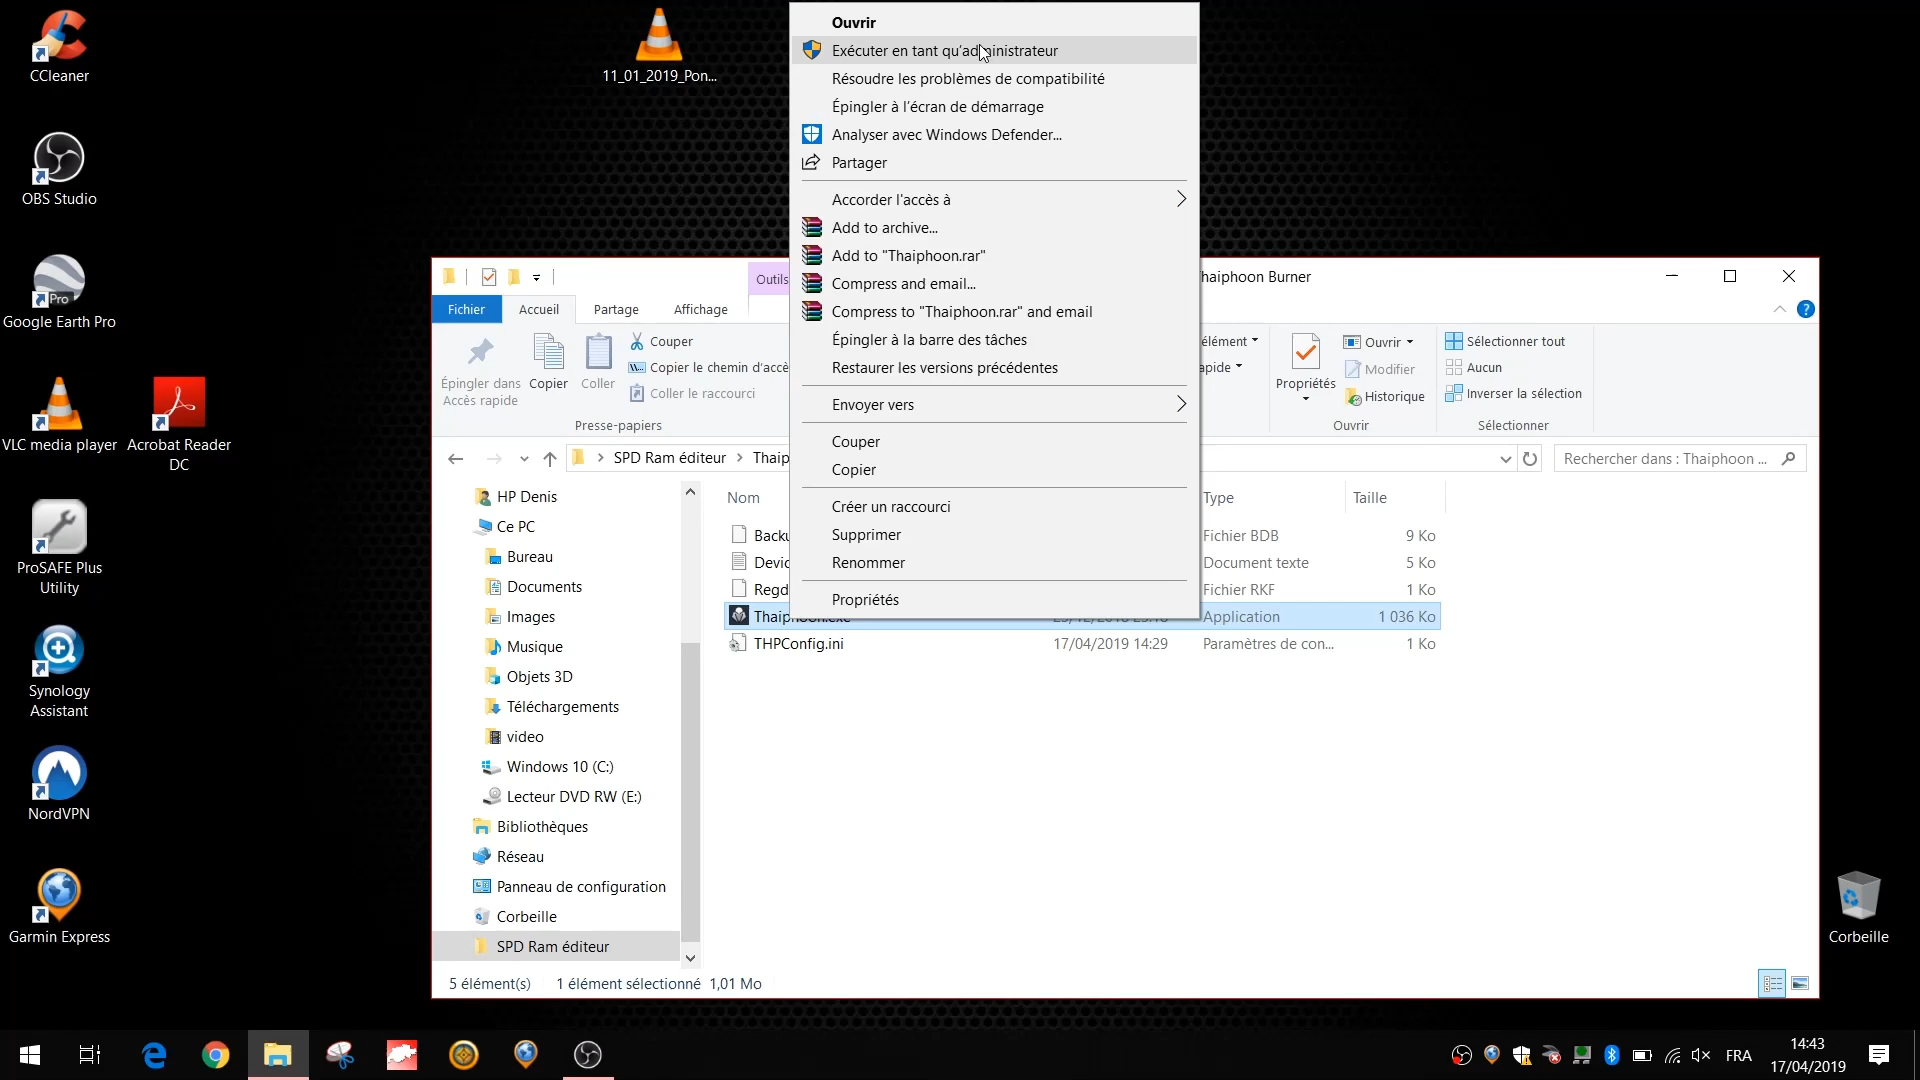 CCleaner
OBS Studio
Pro
Google Earth Pro
VLC media player
Acrobat Reader
DC
ProSAFE Plus
Utility
Synology
Assistant
NordVPN
Garmin Express
11_01_2019_Pon...
Corbeille
Ouvrir
Exécuter en tant qu'administrateur
Résoudre les problèmes de compatibilité
Épingler à l'écran de démarrage
Analyser avec Windows Defender...
Partager
Accorder l'accès à
Add to archive...
Add to "Thaiphoon.rar"
Compress and email...
Compress to "Thaiphoon.rar" and email
Épingler à la barre des tâches
Restaurer les versions précédentes
Envoyer vers
Couper
Copier
Créer un raccourci
Supprimer
Renommer
Propriétés
Outils
haiphoon Burner
Fichier
Accueil
Partage
Affichage
Épingler dans
Accès rapide
Copier
Coller
Couper
Copier le chemin d'accè
Coller le raccourci
Presse-papiers
élément
apide
Propriétés
Ouvrir
Modifier
Historique
Ouvrir
Sélectionner tout
Aucun
Inverser la sélection
Sélectionner
SPD Ram éditeur
Thaip
Rechercher dans : Thaiphoon ...
HP Denis
Ce PC
Bureau
Documents
Images
Musique
Objets 3D
Téléchargements
video
Windows 10 (C:)
Lecteur DVD RW (E:)
Bibliothèques
Réseau
Panneau de configuration
Corbeille
SPD Ram éditeur
Nom Type Taille
Backu Fichier BDB 9 Ko
Devic Document texte 5 Ko
Regd Fichier RKF 1 Ko
Thaiphoon.exe Application 1 036 Ko
THPConfig.ini 17/04/2019 14:29 Paramètres de con... 1 Ko
5 élément(s) 1 élément sélectionné 1,01 Mo
FRA
14:43
17/04/2019